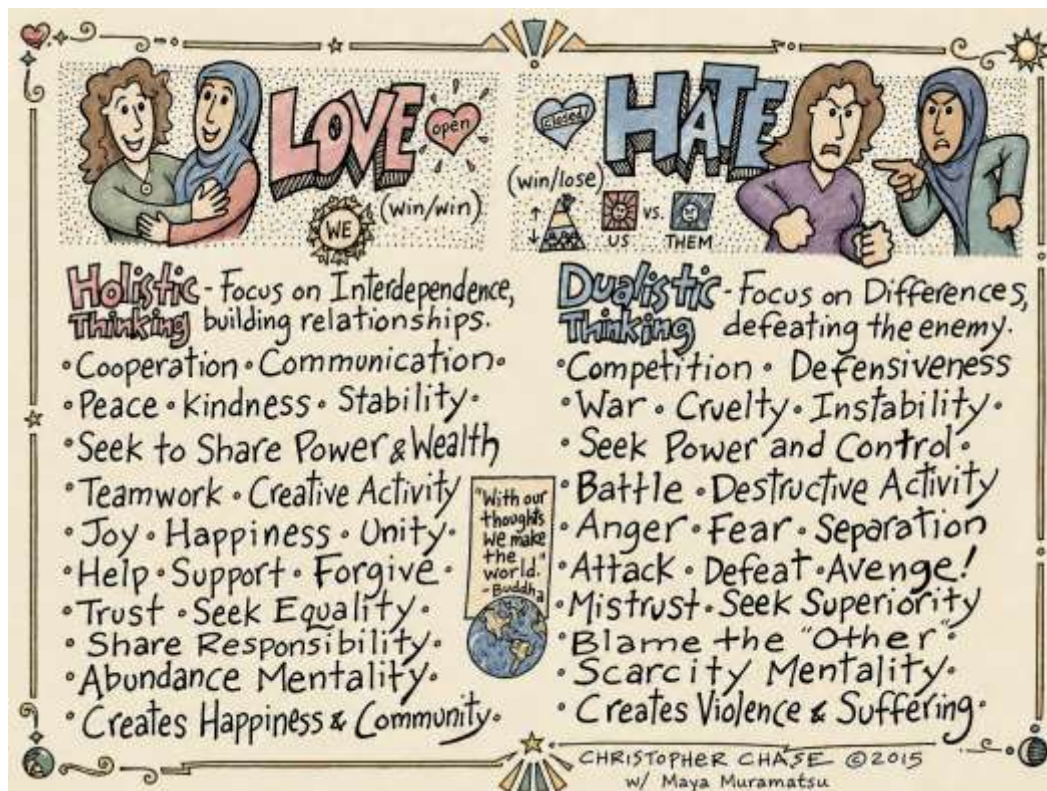 LOVE
open
(win/win)
WE
Holistic Thinking - Focus on Interdependence,
building relationships.
• Cooperation • Communication •
• Peace • Kindness • Stability •
• Seek to Share Power & Wealth
• Teamwork • Creative Activity
• Joy • Happiness • Unity •
• Help • Support • Forgive •
• Trust • Seek Equality •
• Share Responsibility •
• Abundance Mentality •
• Creates Happiness & Community •
"With our
thoughts
we make
the
world."
- Buddha
closed
HATE
(win/lose)
US vs. THEM
Dualistic Thinking - Focus on Differences,
defeating the enemy.
• Competition • Defensiveness
• War • Cruelty • Instability •
• Seek Power and Control •
• Battle • Destructive Activity
• Anger • Fear • Separation
• Attack • Defeat • Avenge!
• Mistrust • Seek Superiority
• Blame the "Other" •
• Scarcity Mentality •
• Creates Violence & Suffering •
CHRISTOPHER CHASE ©2015
w/ Maya Muramatsu